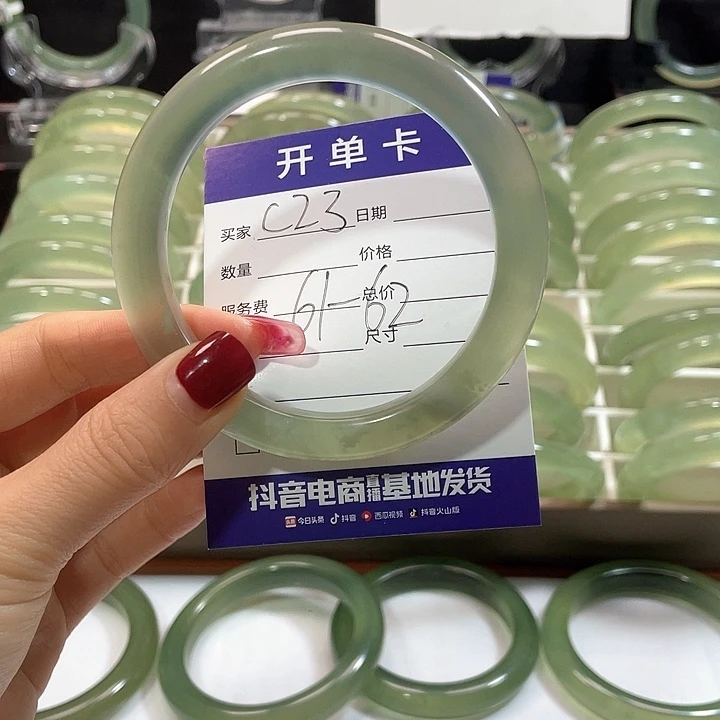 开单卡
买家 C23 日期
数量 价格
服务费 61-62 总价
尺寸
抖音电商直播基地发货
今日头条 抖音 西瓜视频 抖音火山版